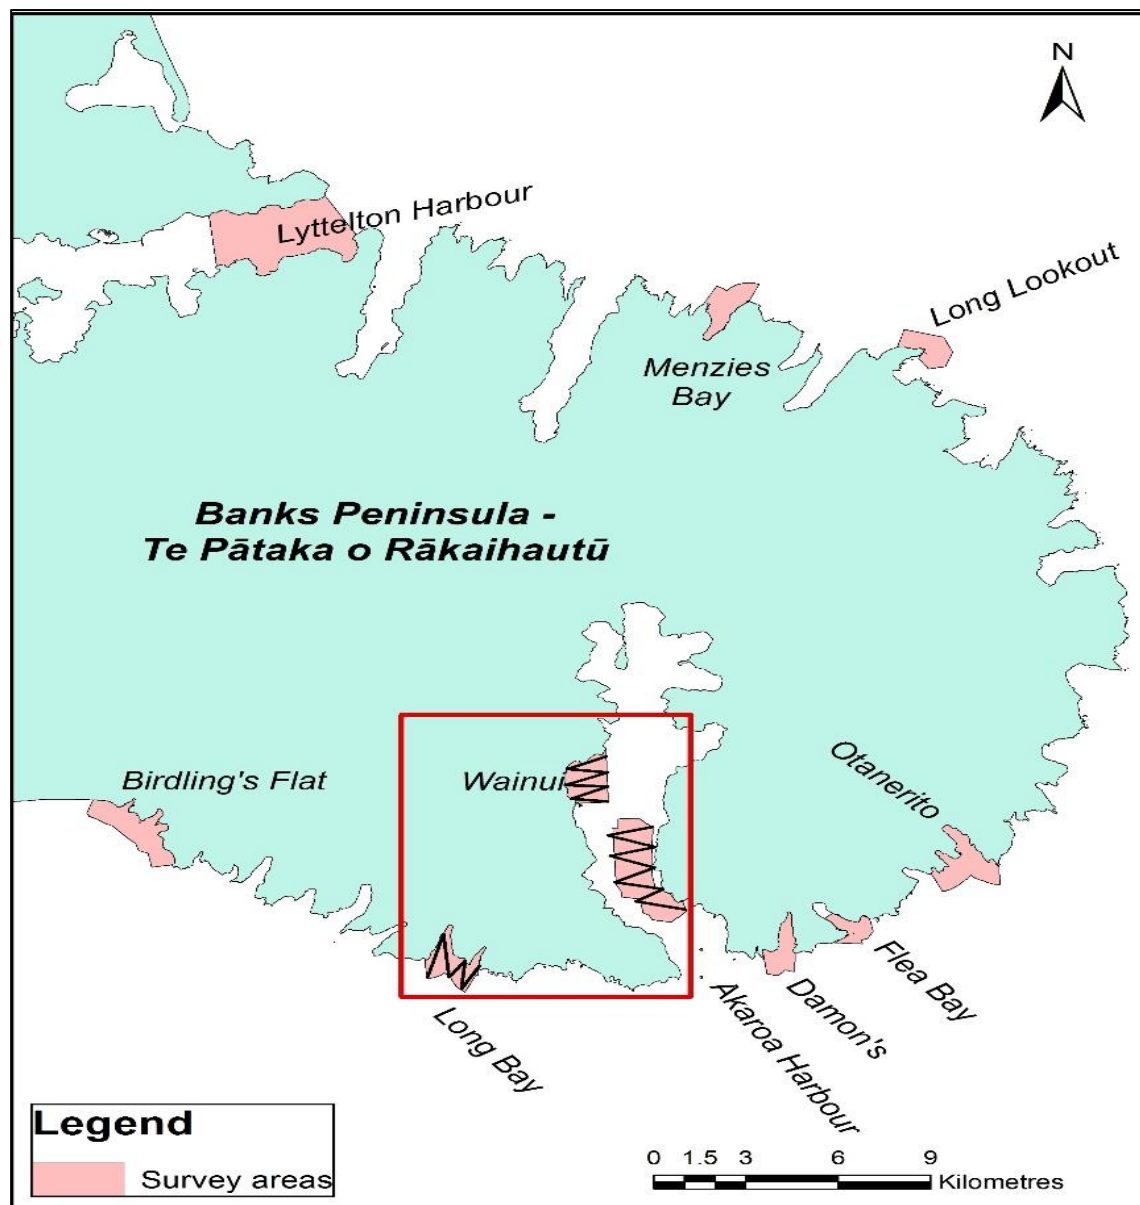 N
Lyttelton Harbour
Long Lookout
Menzies
Bay
Banks Peninsula -
Te Pātaka o Rākaihautū
Birdling's Flat
Wainui
Otanerito
Flea Bay
Damon's
Akaroa Harbour
Long Bay
Legend
Survey areas
0 1.5 3 6 9
Kilometres